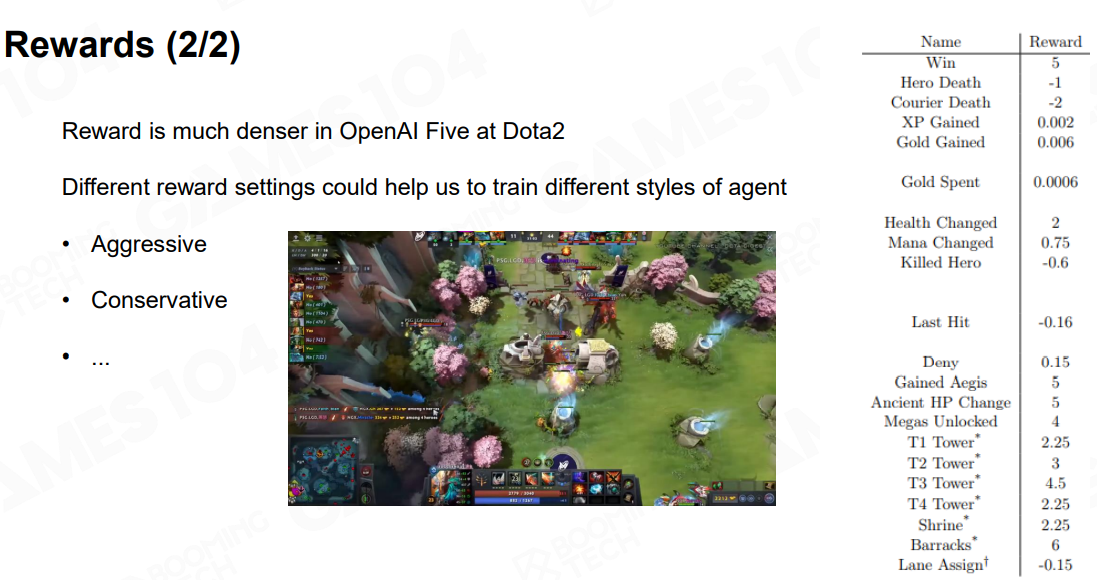 Rewards (2/2)
Reward is much denser in OpenAI Five at Dota2
Different reward settings could help us to train different styles of agent
• Aggressive
• Conservative
• ...
Name Reward
Win 5
Hero Death -1
Courier Death -2
XP Gained 0.002
Gold Gained 0.006
Gold Spent 0.0006
Health Changed 2
Mana Changed 0.75
Killed Hero -0.6
Last Hit -0.16
Deny 0.15
Gained Aegis 5
Ancient HP Change 5
Megas Unlocked 4
T1 Tower* 2.25
T2 Tower* 3
T3 Tower* 4.5
T4 Tower* 2.25
Shrine* 2.25
Barracks* 6
Lane Assign† -0.15
GAMES104
BOOMING TECH